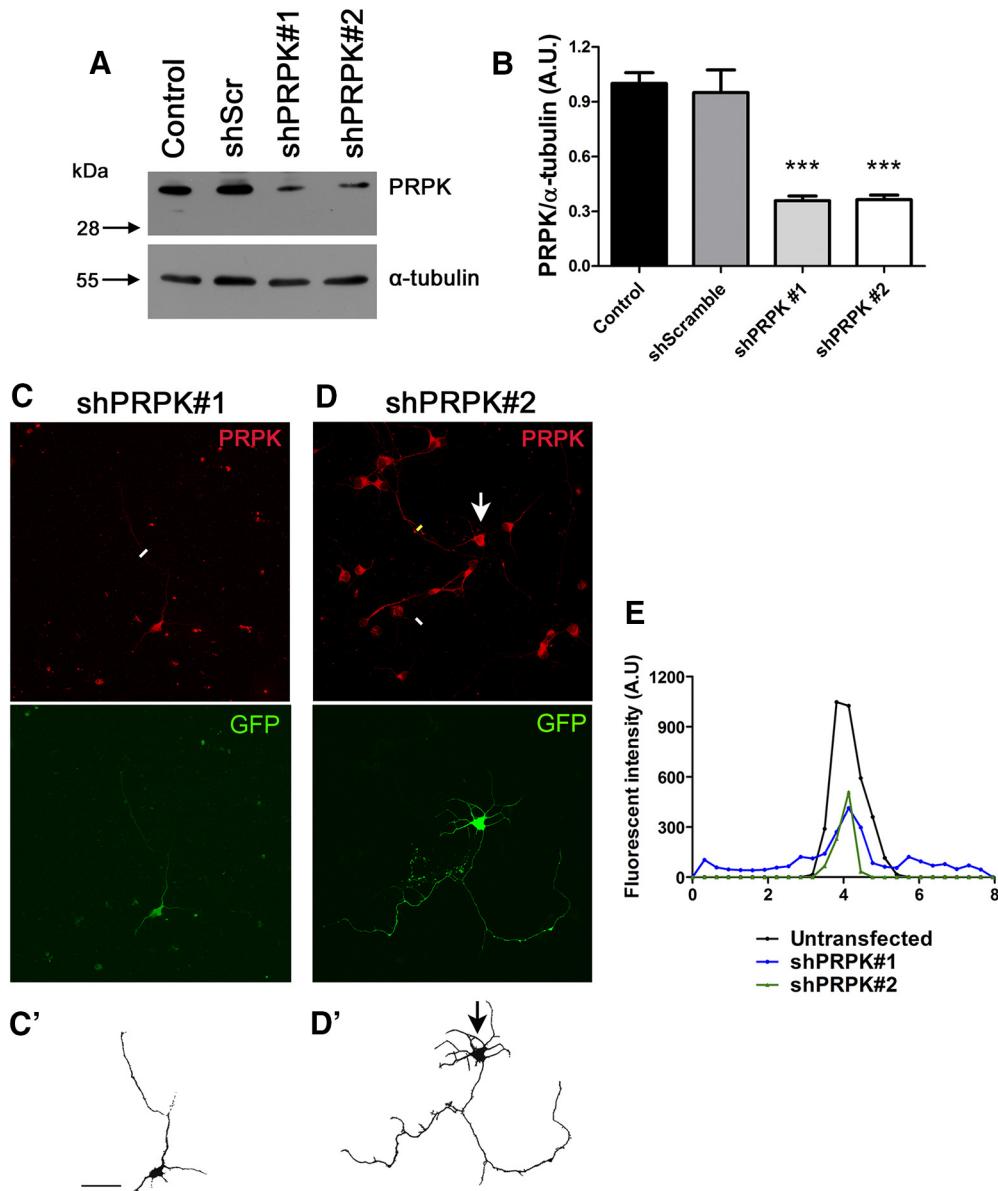 A
Control
shScr
shPRPK#1
shPRPK#2
kDa
PRPK
28
55
α-tubulin
B
PRPK/α-tubulin (A.U.)
1.2
0.9
0.6
0.3
0.0
***
***
Control
shScramble
shPRPK #1
shPRPK #2
C
shPRPK#1
PRPK
GFP
D
shPRPK#2
PRPK
GFP
E
Fluorescent intensity (A.U)
1200
900
600
300
0
0
2
4
6
8
Untransfected
shPRPK#1
shPRPK#2
C'
D'